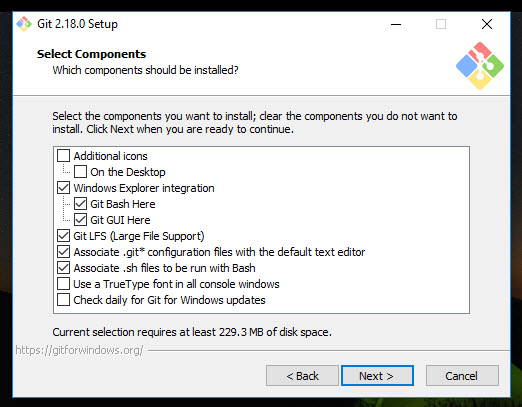 Git 2.18.0 Setup
Select Components
Which components should be installed?
Select the components you want to install; clear the components you do not want to
install. Click Next when you are ready to continue.
Additional icons
On the Desktop
Windows Explorer integration
Git Bash Here
Git GUI Here
Git LFS (Large File Support)
Associate .git* configuration files with the default text editor
Associate .sh files to be run with Bash
Use a TrueType font in all console windows
Check daily for Git for Windows updates
Current selection requires at least 229.3 MB of disk space.
https://gitforwindows.org/
< Back Next > Cancel